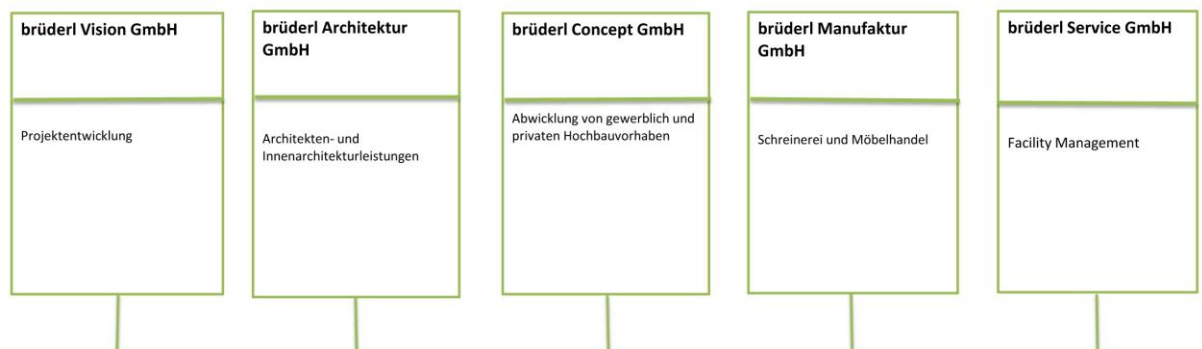 brüderl Vision GmbH
Projektentwicklung
brüderl Architektur
GmbH
Architekten- und
Innenarchitekturleistungen
brüderl Concept GmbH
Abwicklung von gewerblich und
privaten Hochbauvorhaben
brüderl Manufaktur
GmbH
Schreinerei und Möbelhandel
brüderl Service GmbH
Facility Management